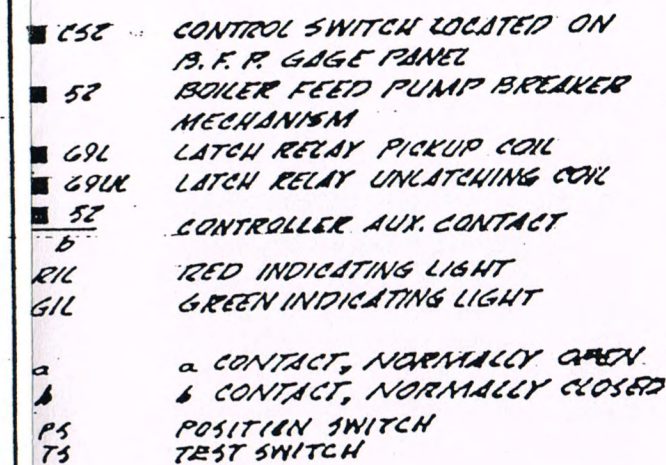 ■ CS2 CONTROL SWITCH LOCATED ON
B.F.P. GAGE PANEL
■ 52 BOILER FEED PUMP BREAKER
MECHANISM
■ 69L LATCH RELAY PICKUP COIL
■ 69UL LATCH RELAY UNLATCHING COIL
■ 52
b CONTROLLER AUX. CONTACT
RIL RED INDICATING LIGHT
GIL GREEN INDICATING LIGHT
a a CONTACT, NORMALLY OPEN
b b CONTACT, NORMALLY CLOSED
PS POSITION SWITCH
TS TEST SWITCH